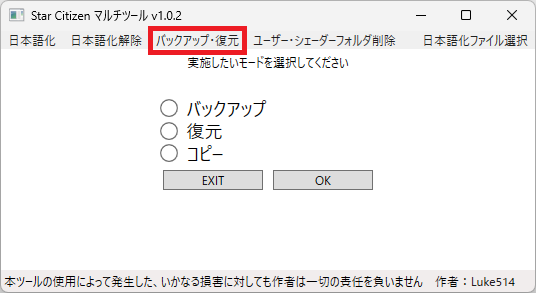 Star Citizen マルチツール v1.0.2
日本語化 日本語化解除 バックアップ・復元 ユーザー・シェーダーフォルダ削除 日本語化ファイル選択
実施したいモードを選択してください
バックアップ
復元
コピー
EXIT OK
本ツールの使用によって発生した、いかなる損害に対しても作者は一切の責任を負いません 作者：Luke514